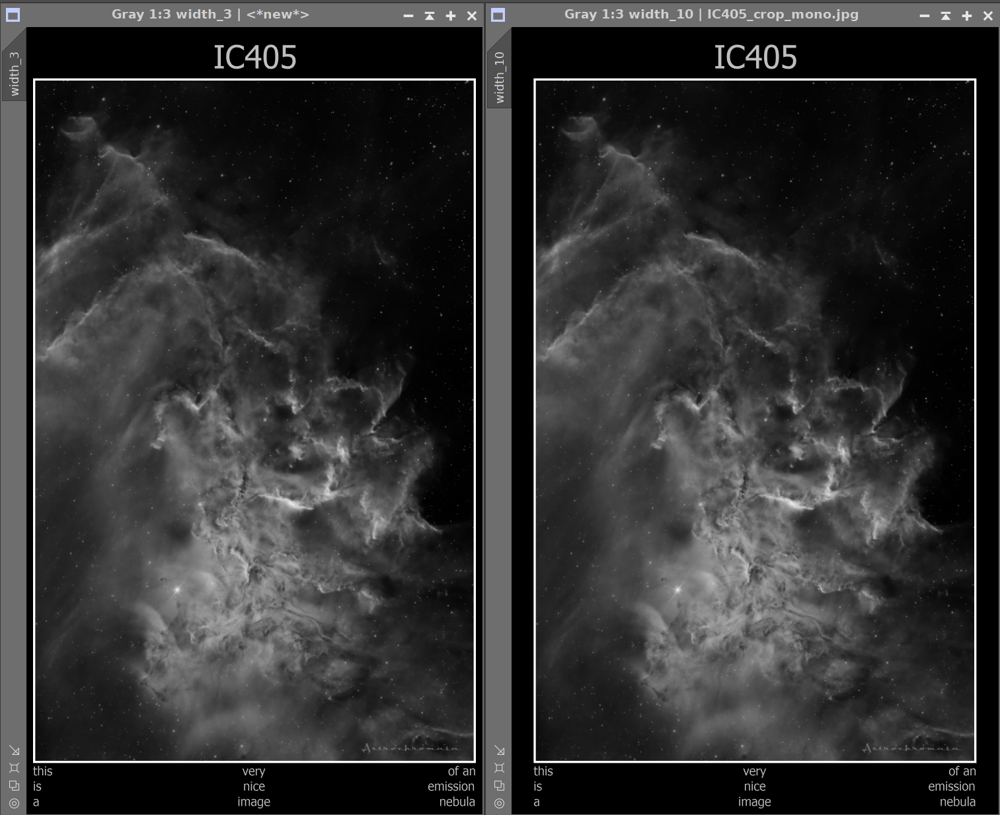 Gray 1:3 width_3 | <*new*>
width_3
IC405
Astrochromata
this very of an
is nice emission
a image nebula
Gray 1:3 width_10 | IC405_crop_mono.jpg
width_10
IC405
Astrochromata
this very of an
is nice emission
a image nebula